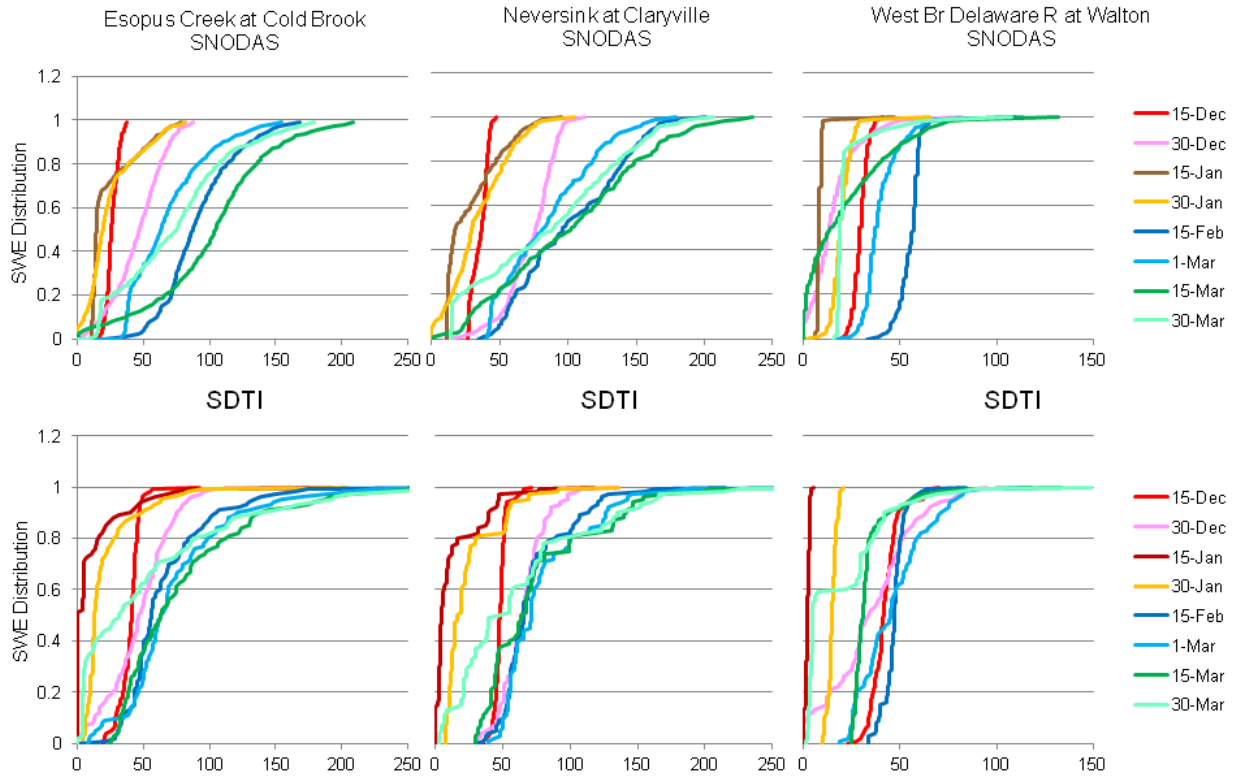 Esopus Creek at Cold Brook
SNODAS
Neversink at Claryville
SNODAS
West Br Delaware R at Walton
SNODAS
SWE Distribution
1.2
1
0.8
0.6
0.4
0.2
0
0 50 100 150 200 250
0 50 100 150 200 250
0 50 100 150
15-Dec
30-Dec
15-Jan
30-Jan
15-Feb
1-Mar
15-Mar
30-Mar
SDTI
SDTI
SDTI
SWE Distribution
1.2
1
0.8
0.6
0.4
0.2
0
0 50 100 150 200 250
0 50 100 150 200 250
0 50 100 150
15-Dec
30-Dec
15-Jan
30-Jan
15-Feb
1-Mar
15-Mar
30-Mar